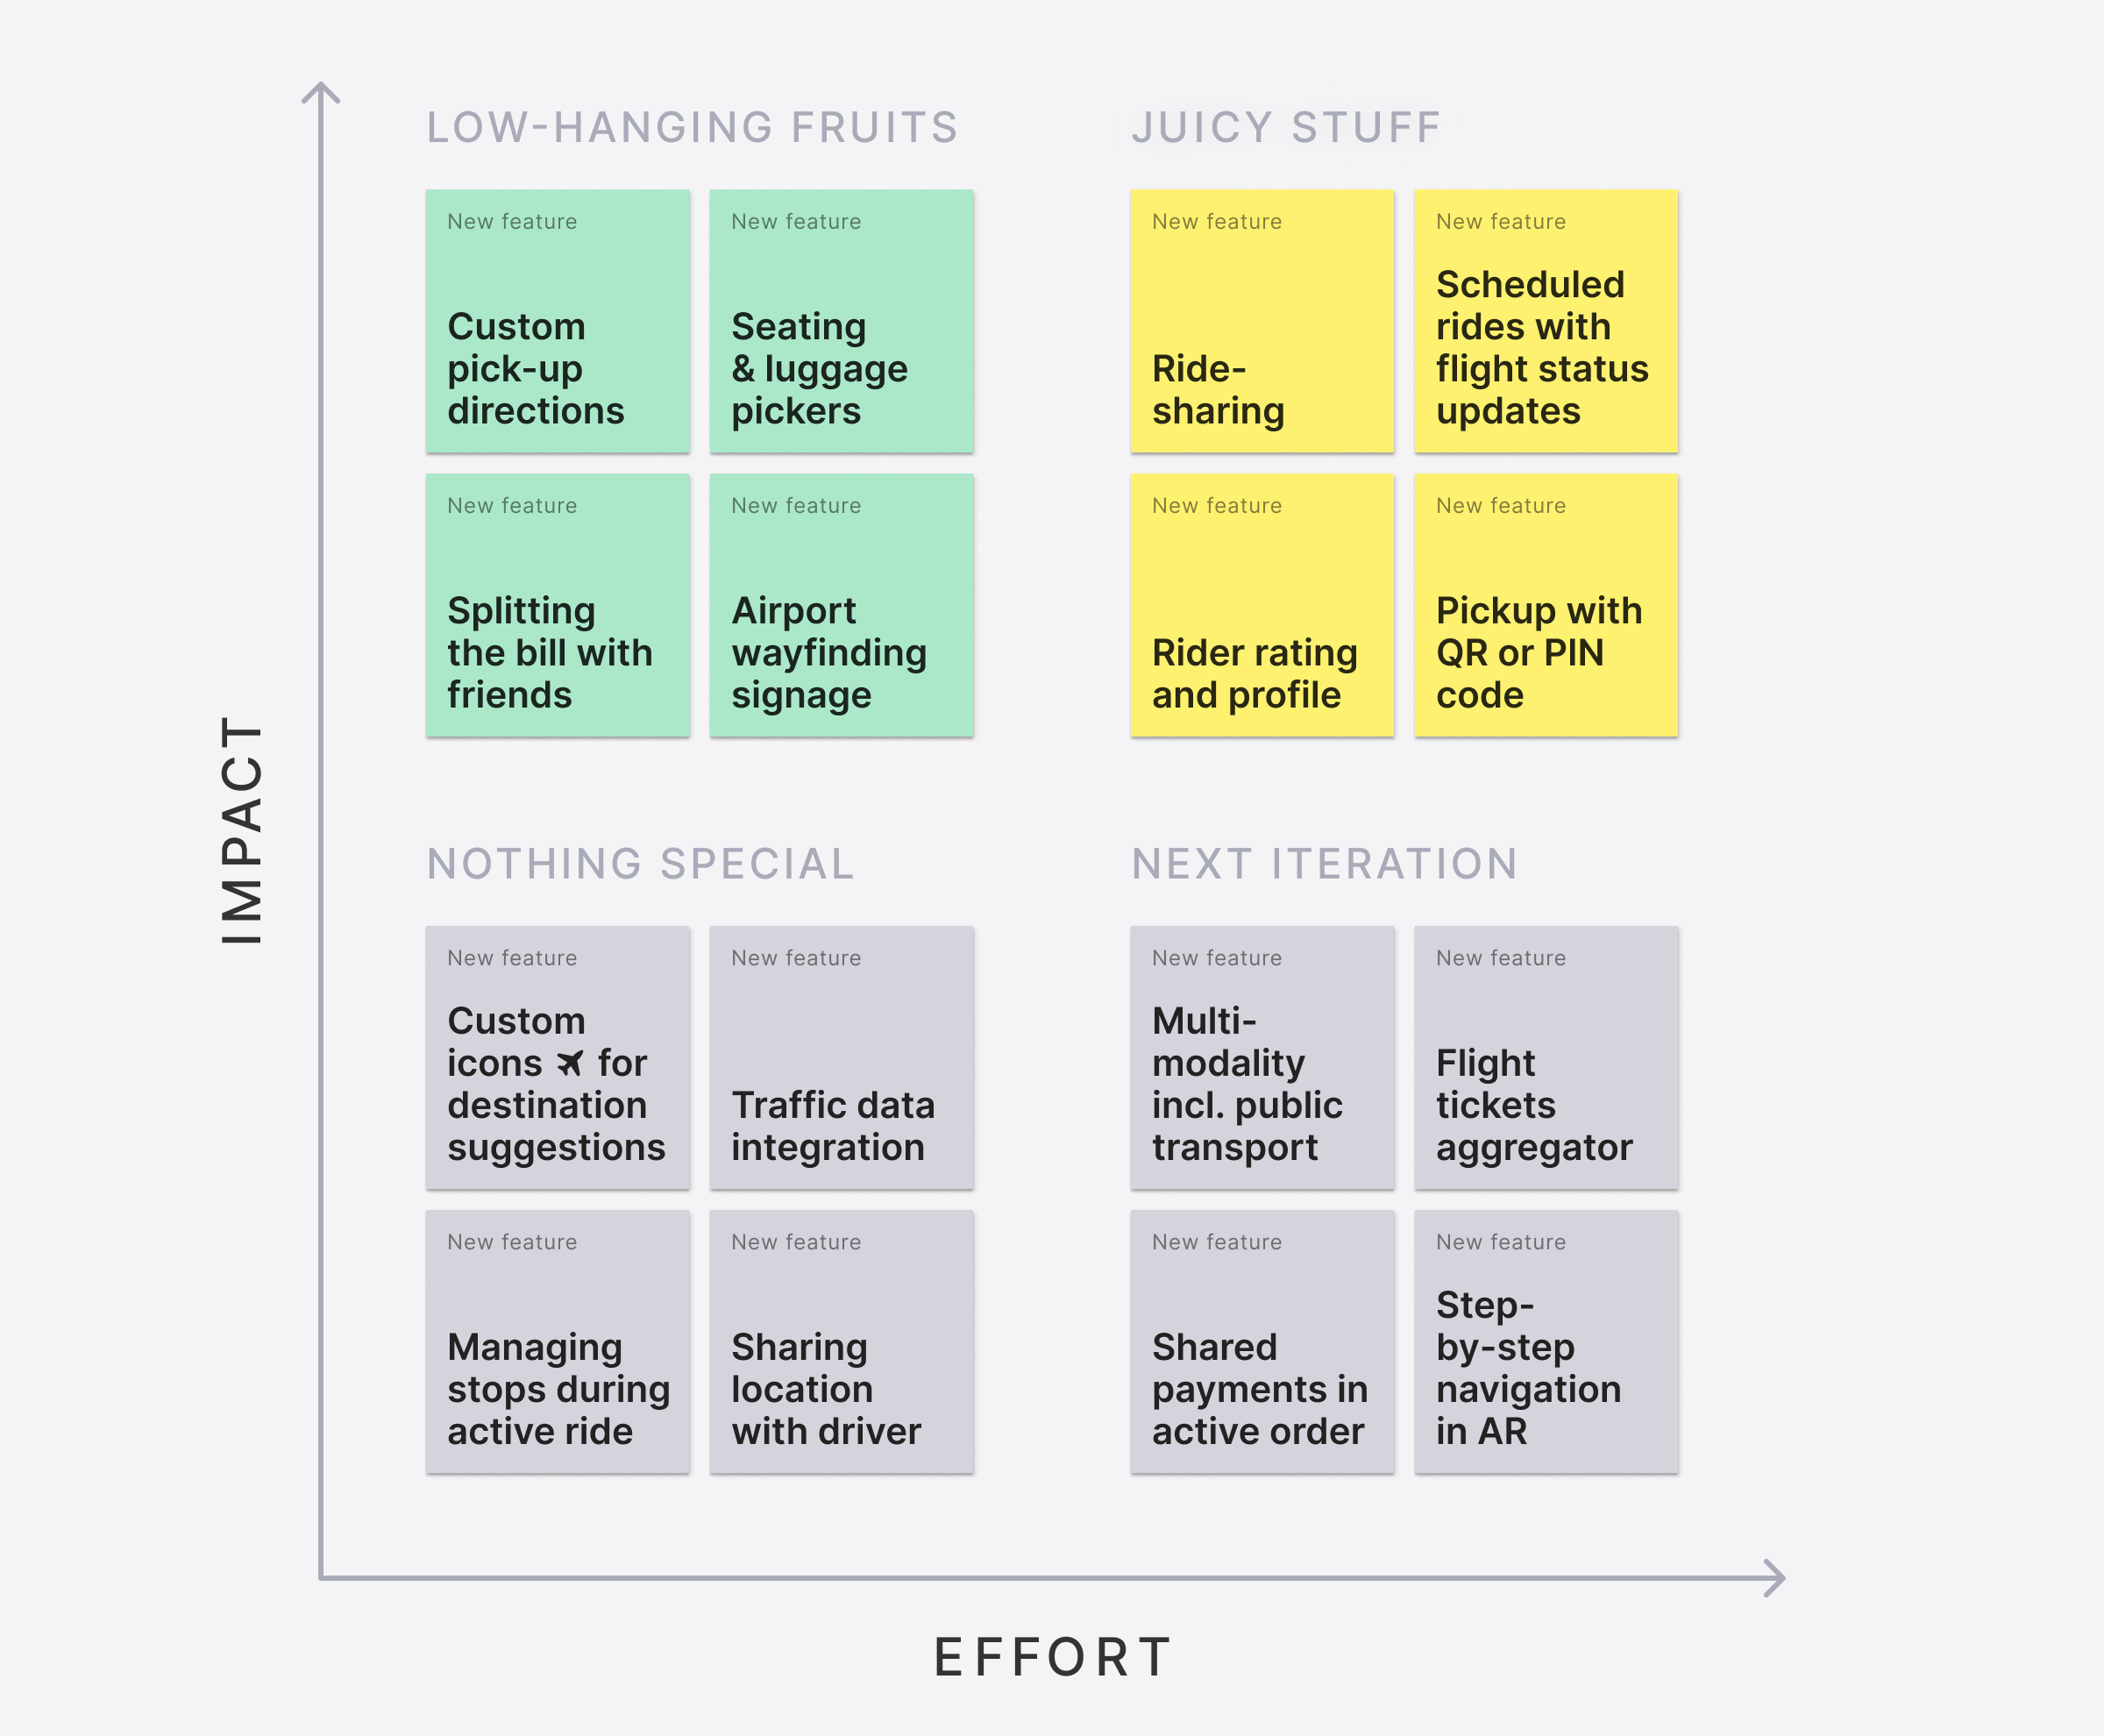 LOW-HANGING FRUITS
New feature
Custom
pick-up
directions
New feature
Seating
& luggage
pickers
New feature
Splitting
the bill with
friends
New feature
Airport
wayfinding
signage
JUICY STUFF
New feature
Ride-
sharing
New feature
Scheduled
rides with
flight status
updates
New feature
Rider rating
and profile
New feature
Pickup with
QR or PIN
code
IMPACT
NOTHING SPECIAL
New feature
Custom
icons ✈ for
destination
suggestions
New feature
Traffic data
integration
New feature
Managing
stops during
active ride
New feature
Sharing
location
with driver
NEXT ITERATION
New feature
Multi-
modality
incl. public
transport
New feature
Flight
tickets
aggregator
New feature
Shared
payments in
active order
New feature
Step-
by-step
navigation
in AR
EFFORT